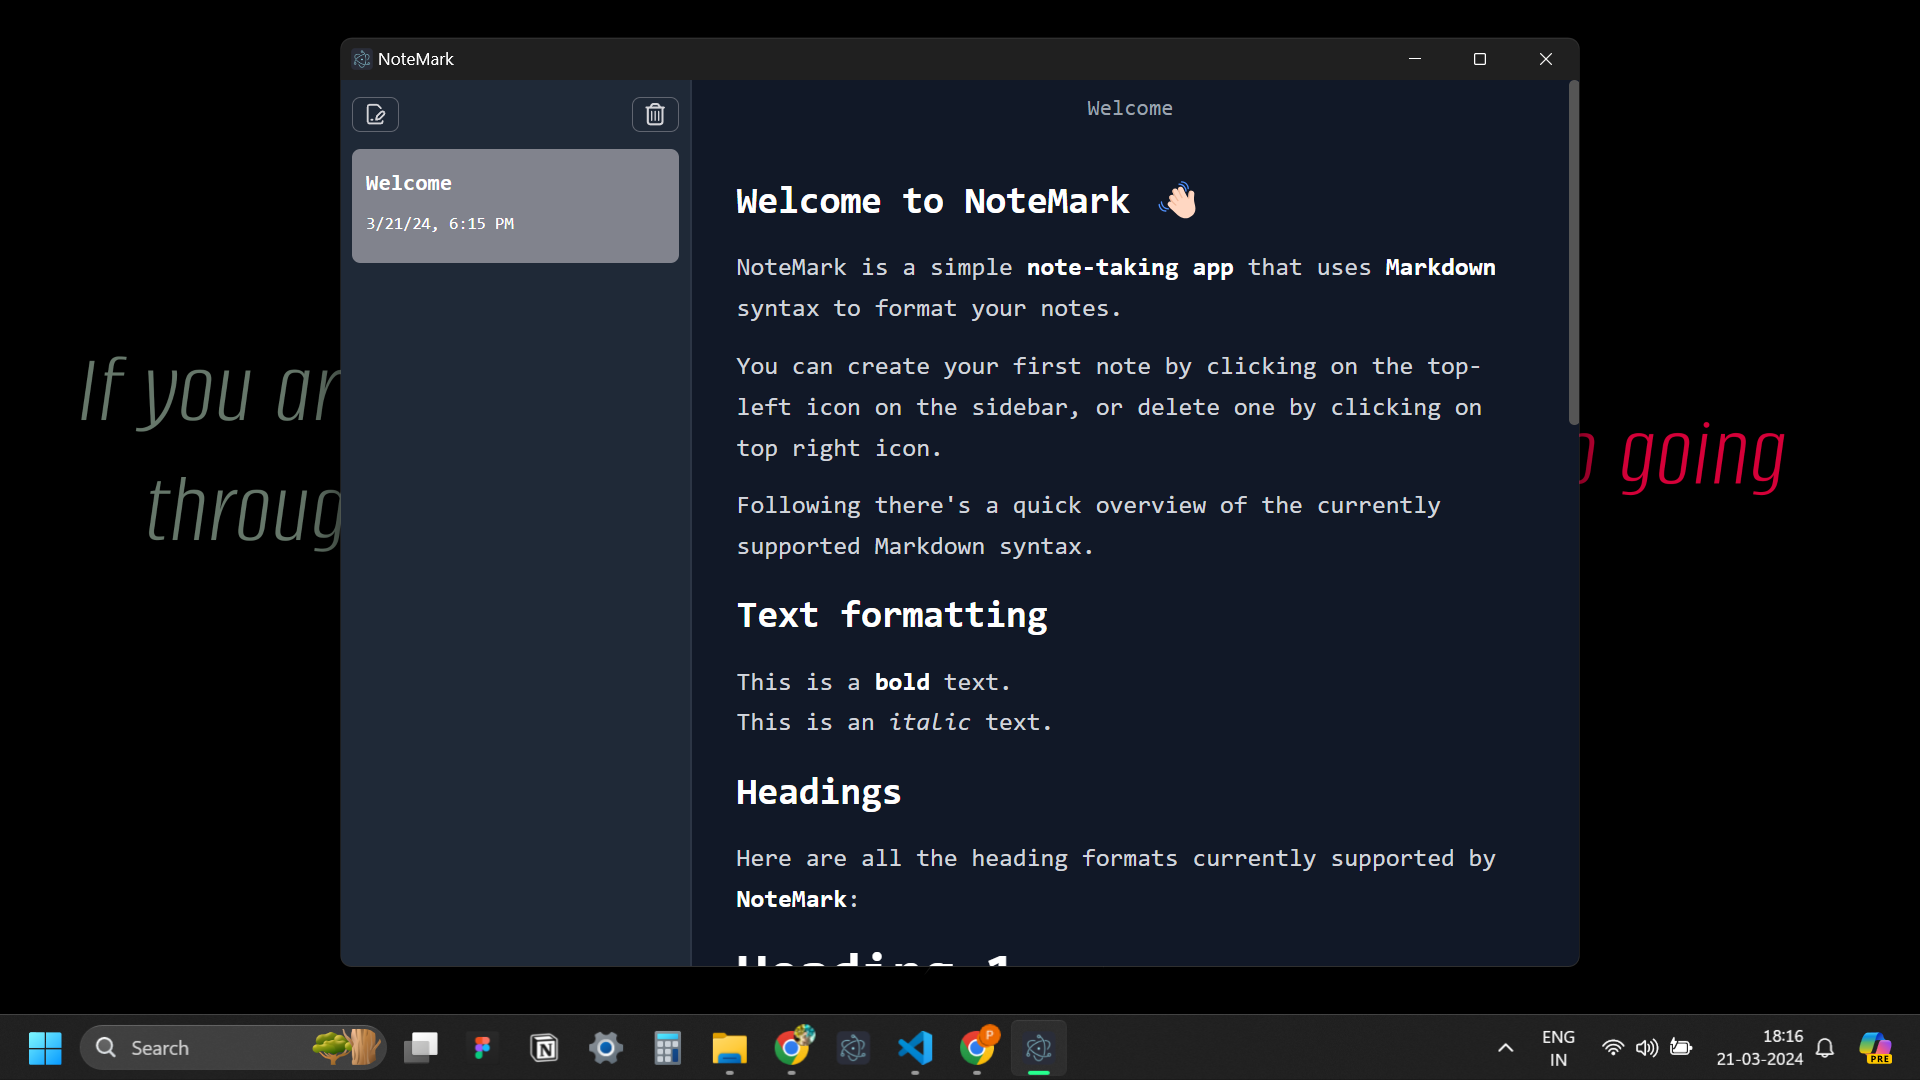 NoteMark
Welcome
3/21/24, 6:15 PM
Welcome
Welcome to NoteMark 👋🏻
NoteMark is a simple note-taking app that uses Markdown
syntax to format your notes.
You can create your first note by clicking on the top-
left icon on the sidebar, or delete one by clicking on
top right icon.
Following there's a quick overview of the currently
supported Markdown syntax.
Text formatting
This is a bold text.
This is an italic text.
Headings
Here are all the heading formats currently supported by
NoteMark:
Heading 1
If you ar
throug
going
Search
P
ENG
IN
18:16
21-03-2024
PRE